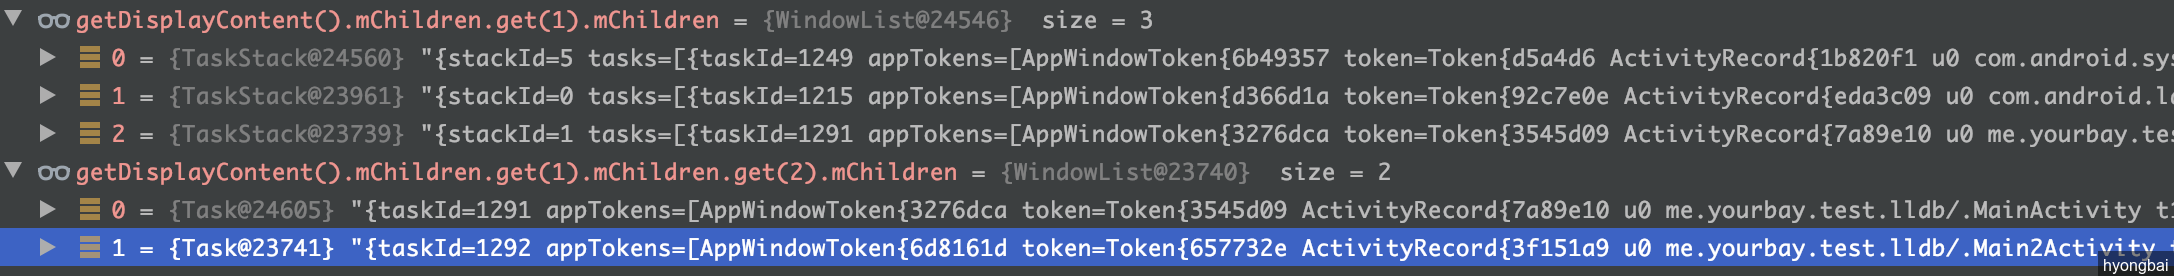 getDisplayContent().mChildren.get(1).mChildren = {WindowList@24546} size = 3
0 = {TaskStack@24560} "{stackId=5 tasks=[{taskId=1249 appTokens=[AppWindowToken{6b49357 token=Token{d5a4d6 ActivityRecord{1b820f1 u0 com.android.sys
1 = {TaskStack@23961} "{stackId=0 tasks=[{taskId=1215 appTokens=[AppWindowToken{d366d1a token=Token{92c7e0e ActivityRecord{eda3c09 u0 com.android.la
2 = {TaskStack@23739} "{stackId=1 tasks=[{taskId=1291 appTokens=[AppWindowToken{3276dca token=Token{3545d09 ActivityRecord{7a89e10 u0 me.yourbay.tes
getDisplayContent().mChildren.get(1).mChildren.get(2).mChildren = {WindowList@23740} size = 2
0 = {Task@24605} "{taskId=1291 appTokens=[AppWindowToken{3276dca token=Token{3545d09 ActivityRecord{7a89e10 u0 me.yourbay.test.lldb/.MainActivity t1
1 = {Task@23741} "{taskId=1292 appTokens=[AppWindowToken{6d8161d token=Token{657732e ActivityRecord{3f151a9 u0 me.yourbay.test.lldb/.Main2Activity
hyongbai